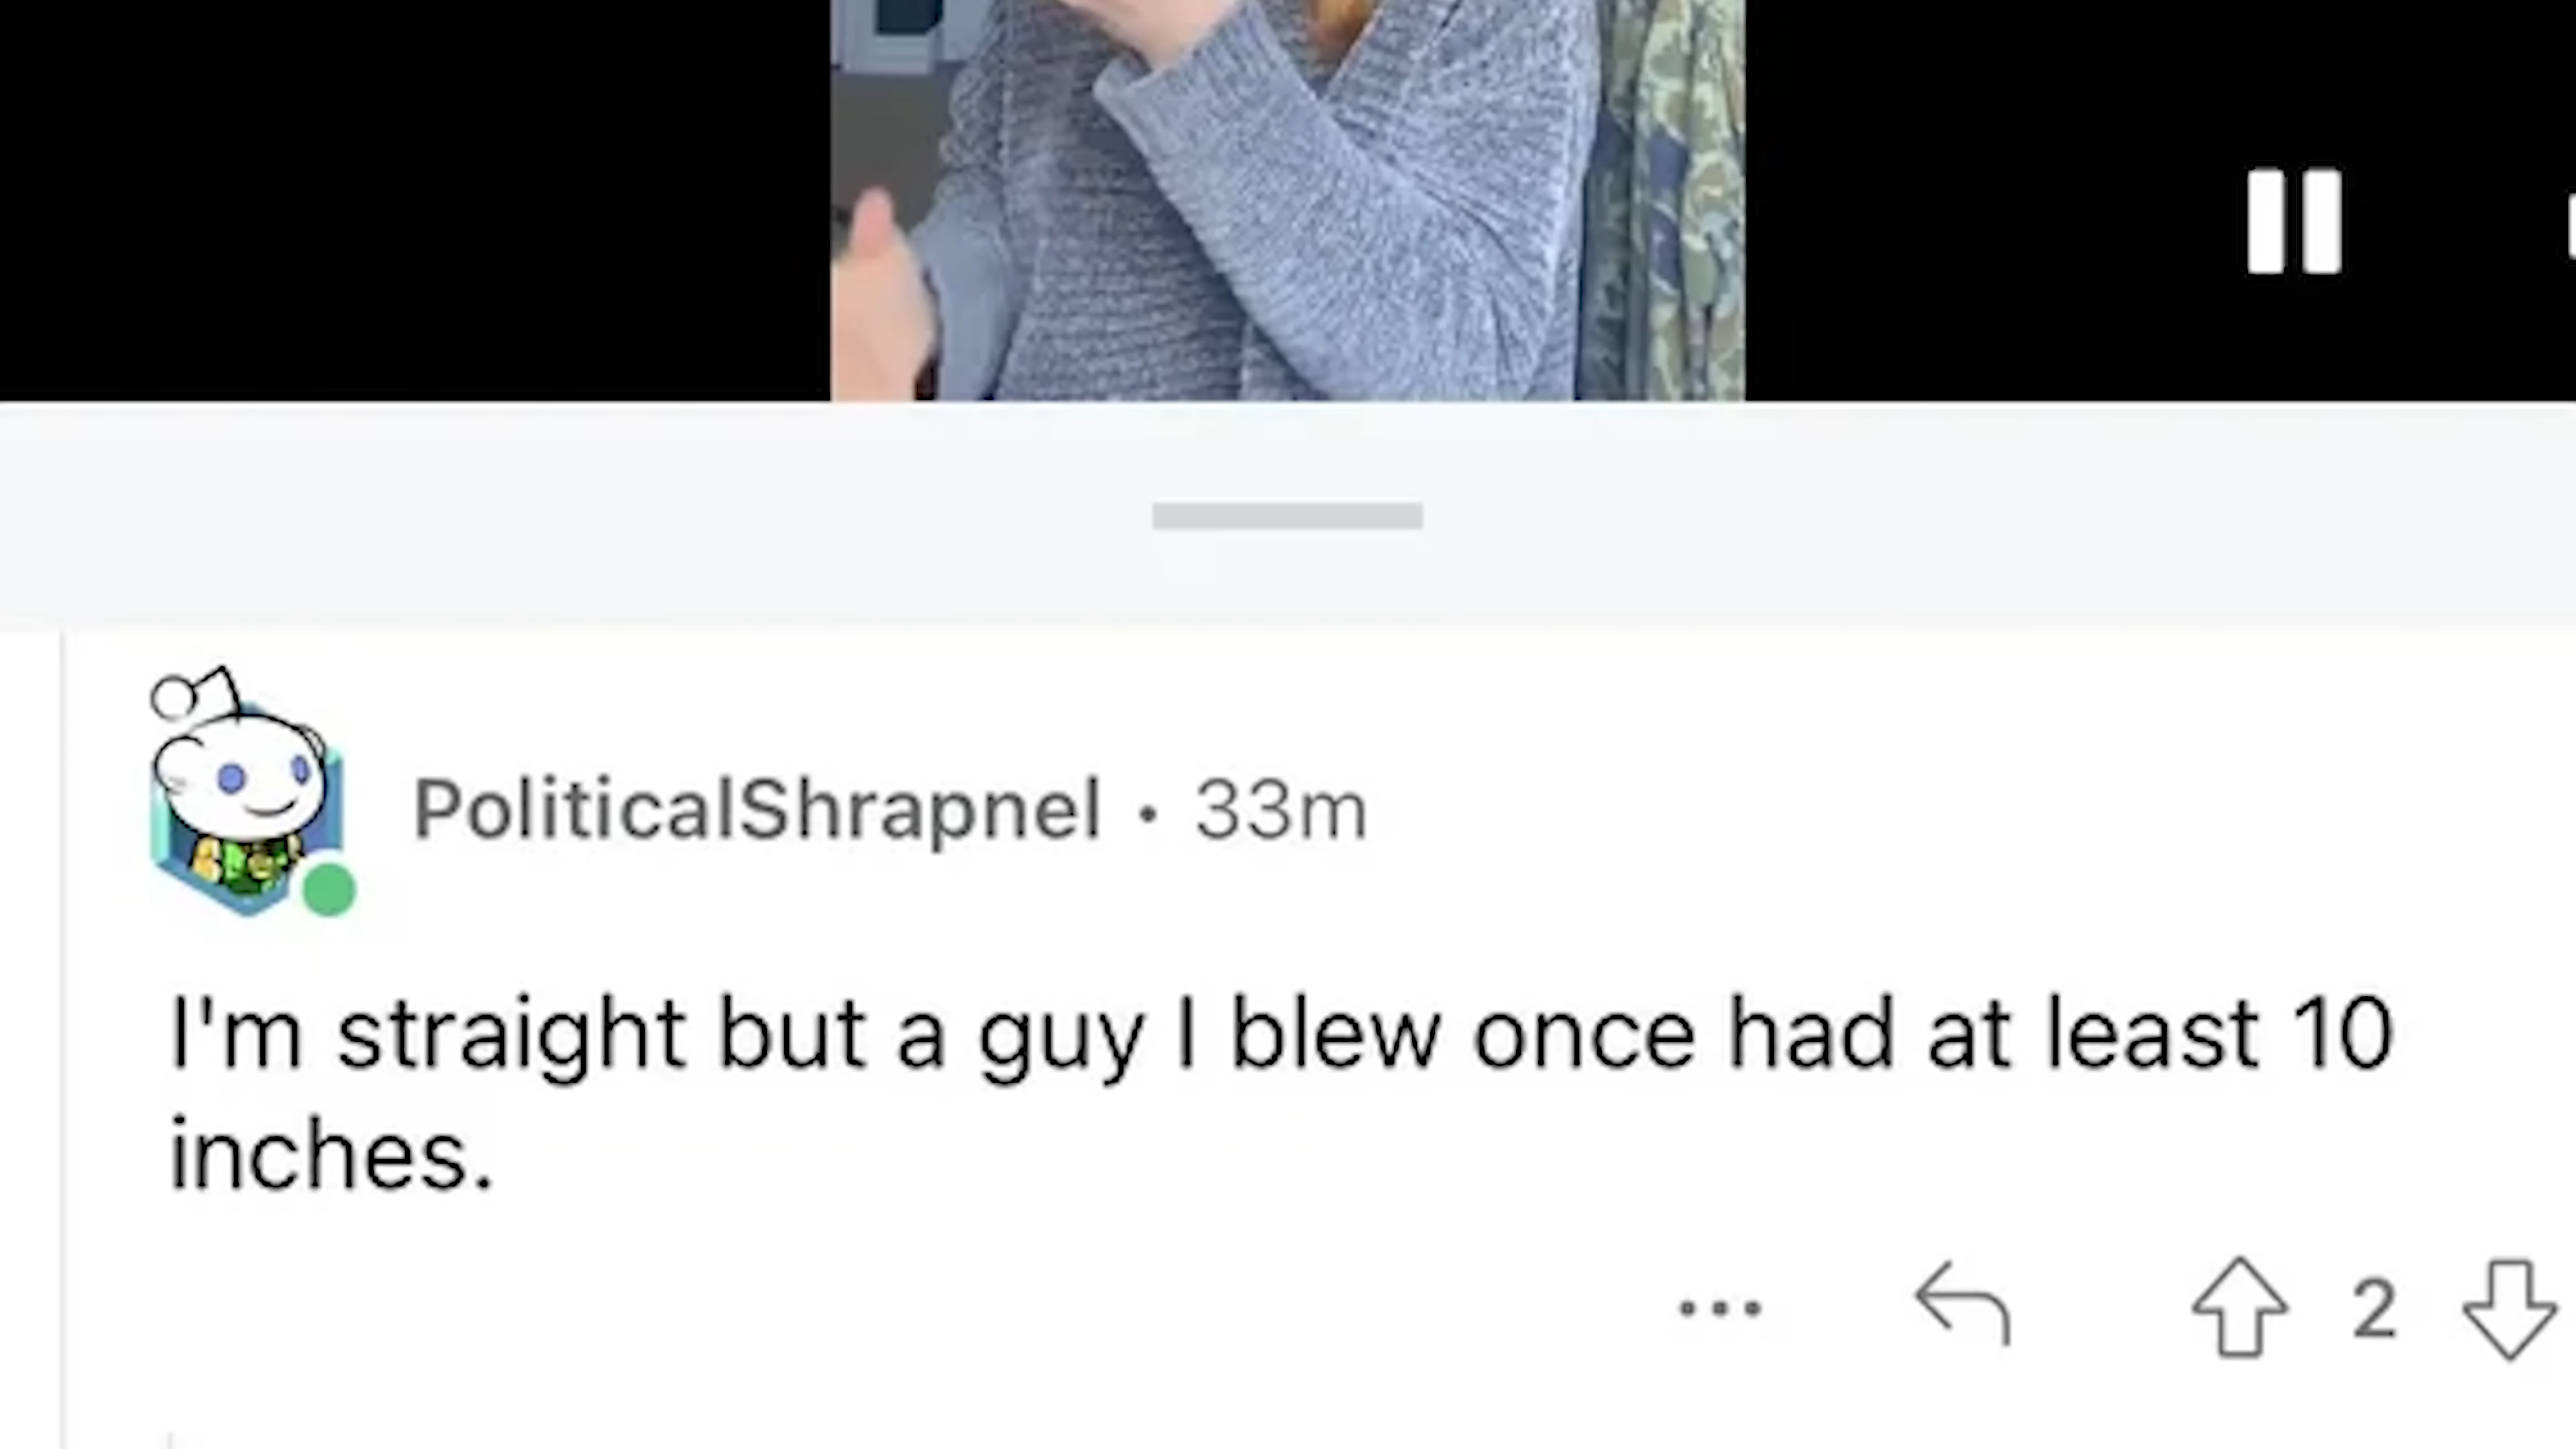 PoliticalShrapnel • 33m
I'm straight but a guy I blew once had at least 10
inches.
2